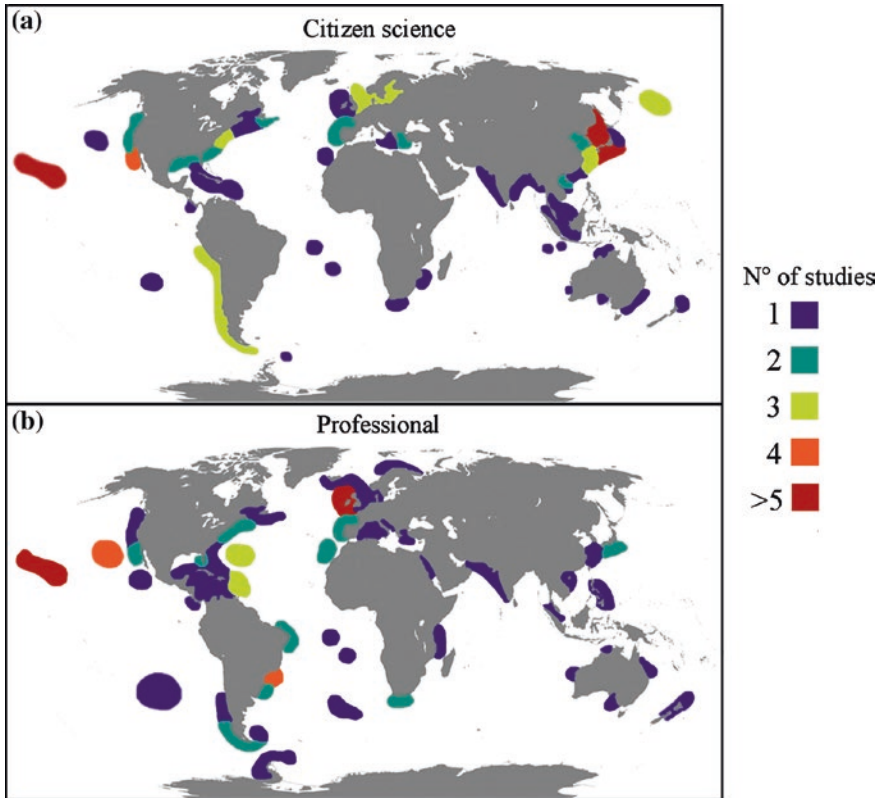 (a)
Citizen science
N° of studies
1
2
3
4
>5
(b)
Professional